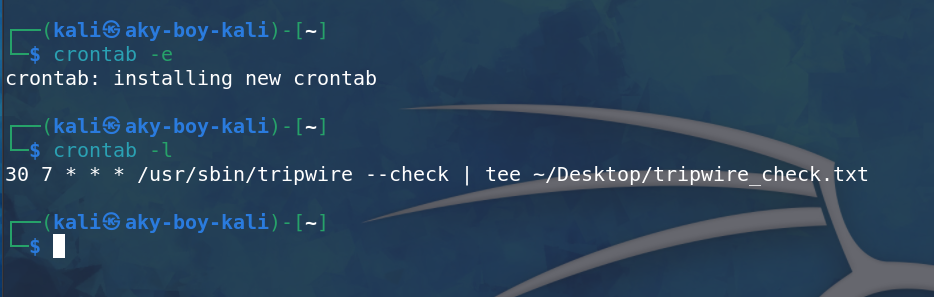 ┌──(kali㉿aky-boy-kali)-[~]
└─$ crontab -e
crontab: installing new crontab
┌──(kali㉿aky-boy-kali)-[~]
└─$ crontab -l
30 7 * * * /usr/sbin/tripwire --check | tee ~/Desktop/tripwire_check.txt
┌──(kali㉿aky-boy-kali)-[~]
└─$